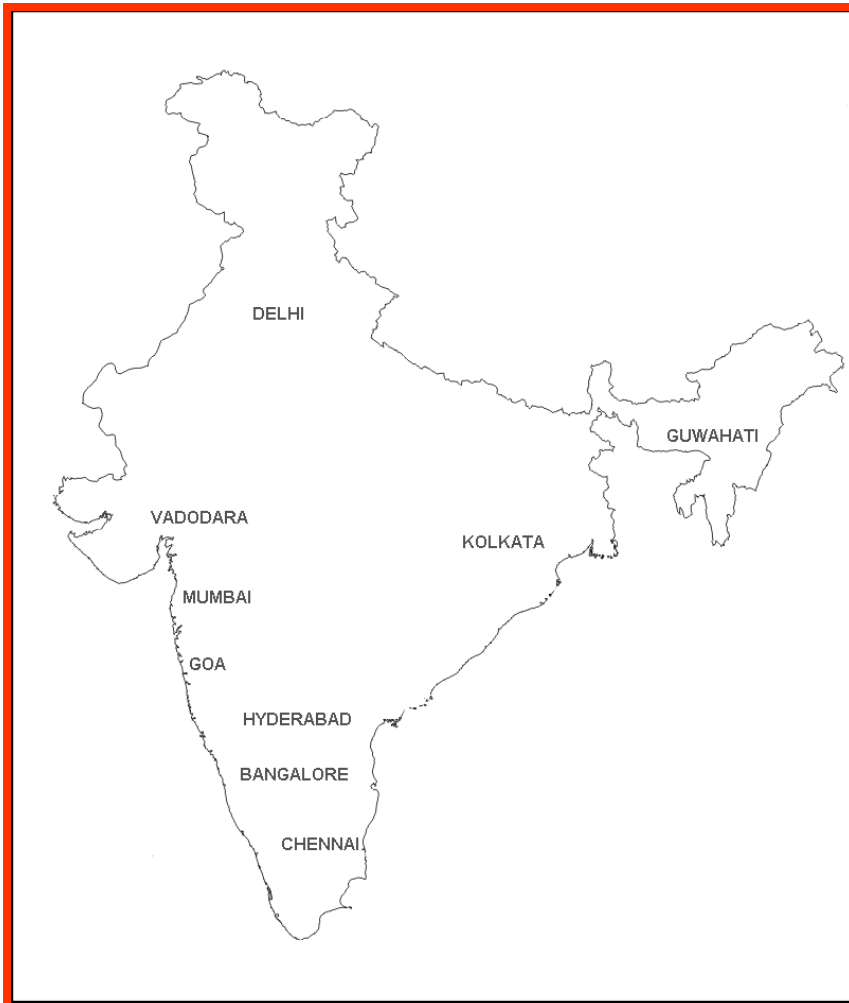 DELHI
GUWAHATI
VADODARA
KOLKATA
MUMBAI
GOA
HYDERABAD
BANGALORE
CHENNAI